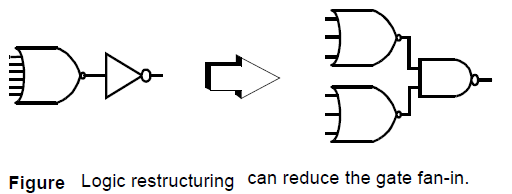 Figure Logic restructuring can reduce the gate fan-in.